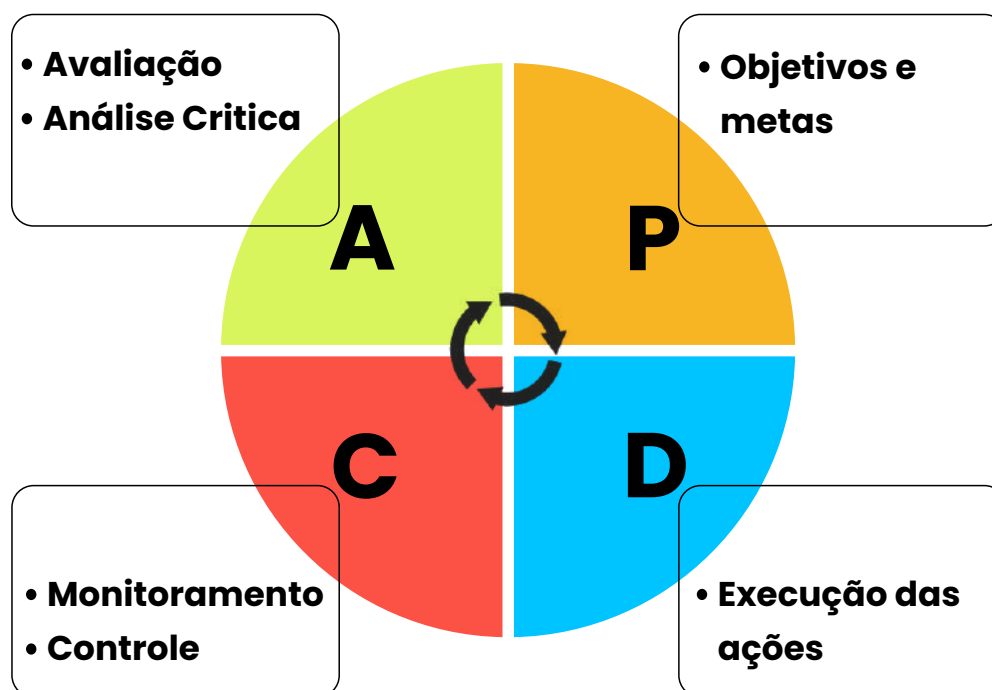 • Avaliação
• Análise Critica
• Objetivos e
metas
A
P
C
D
• Monitoramento
• Controle
• Execução das
ações